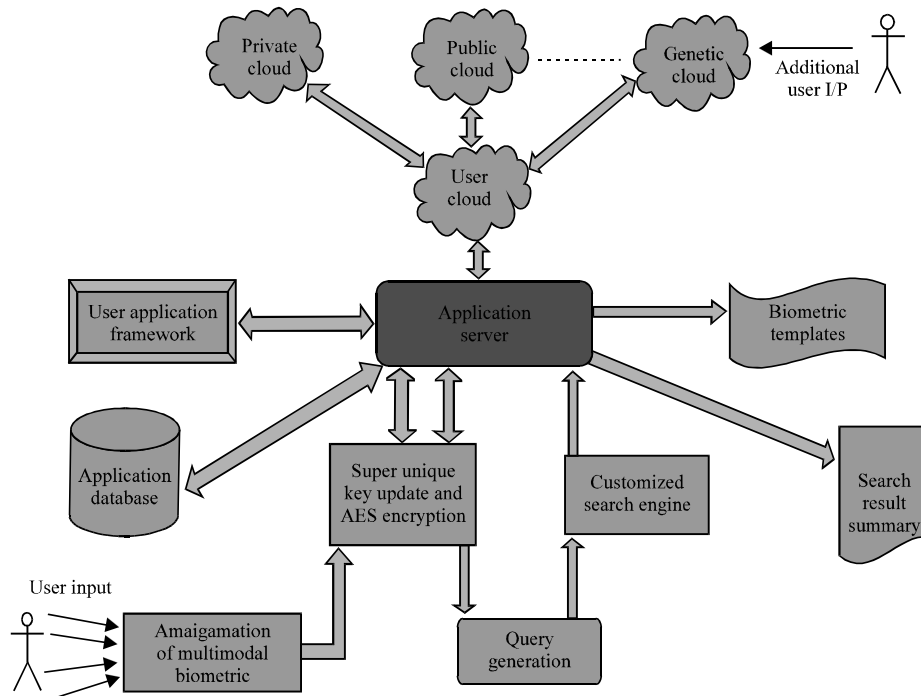 Private
cloud
Public
cloud
Genetic
cloud
Additional
user I/P
User
cloud
User application
framework
Application
server
Biometric
templates
Application
database
Super unique
key update and
AES encryption
Customized
search engine
Search
result
summary
User input
Amaigamation
of multimodal
biometric
Query
generation